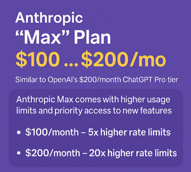 Anthropic
“Max” Plan
$100 ... $200/mo
Similar to OpenAI's $200/month ChatGPT Pro tier
Anthropic Max comes with higher usage
limits and priority access to new features
• $100/month – 5x higher rate limits
• $200/month – 20x higher rate limits